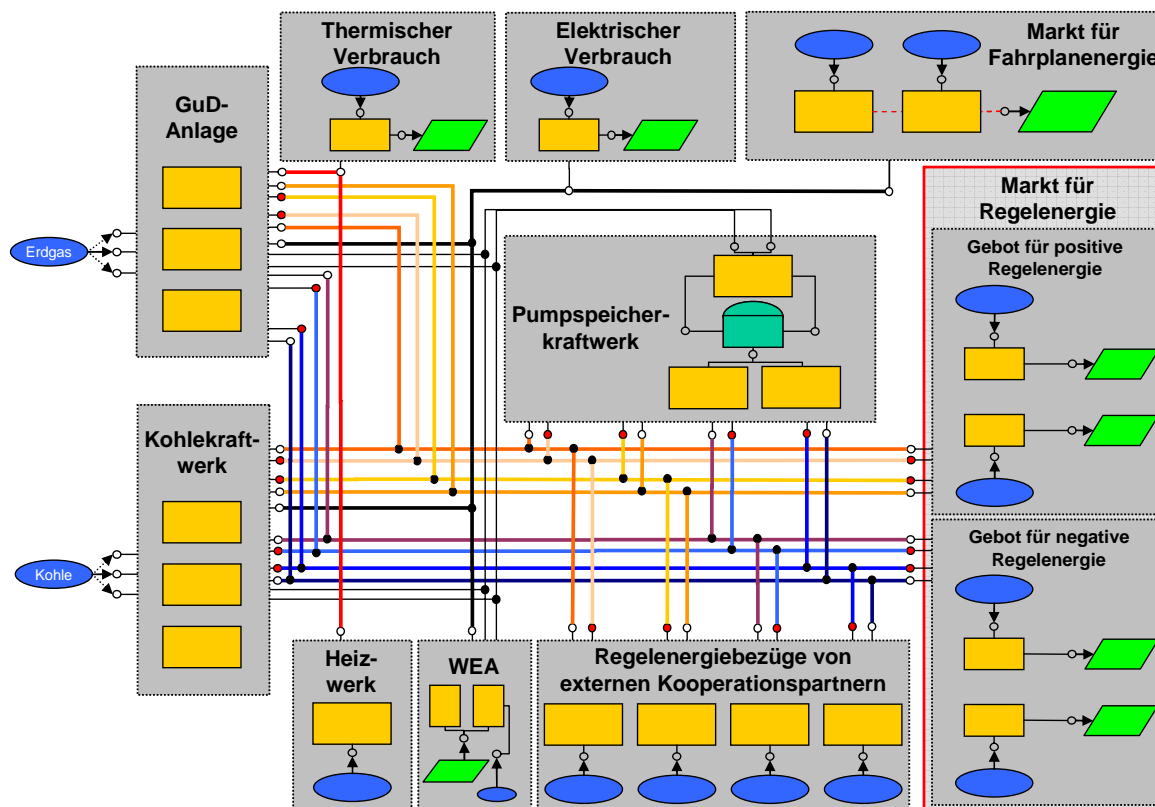 Thermischer
Verbrauch
Elektrischer
Verbrauch
Markt für
Fahrplanenergie
GuD-
Anlage
Erdgas
Markt für
Regelenergie
Gebot für positive
Regelenergie
Pumpspeicher-
kraftwerk
Kohlekraft-
werk
Kohle
Gebot für negative
Regelenergie
Heiz-
werk
WEA
Regelenergiebezüge von
externen Kooperationspartnern